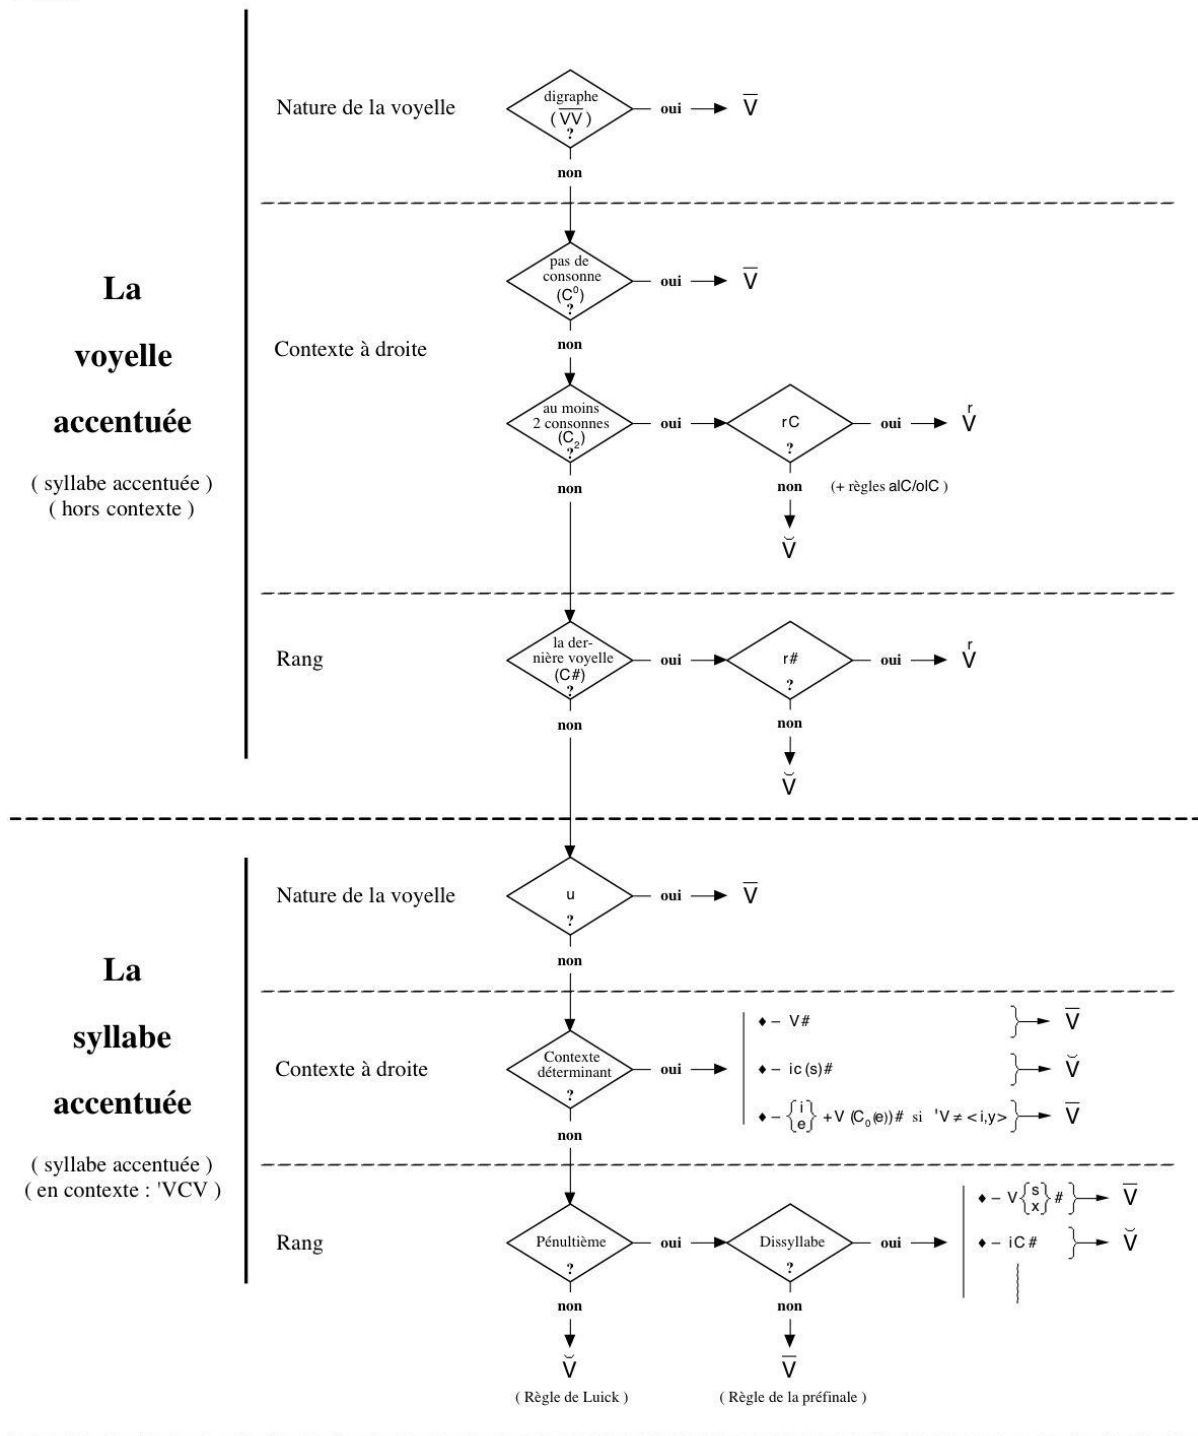 Nature de la voyelle
digraphe
( V̅V̅ )
?
oui
V̅
non
La
voyelle
accentuée
( syllabe accentuée )
( hors contexte )
Contexte à droite
pas de
consonne
(C⁰)
?
oui
V̅
non
au moins
2 consonnes
(C₂)
?
oui
rC
?
oui
r
V
non
non
(+ règles alC/olC )
V̆
Rang
la der-
nière voyelle
(C#)
?
oui
r#
?
oui
r
V
non
non
V̆
La
syllabe
accentuée
( syllabe accentuée )
( en contexte : 'VCV )
Nature de la voyelle
u
?
oui
V̅
non
Contexte à droite
Contexte
déterminant
?
oui
♦ – V# } V̅
♦ – ic (s)# } V̆
♦ – {i e} +V (C₀(e))# si 'V ≠ <i,y> } V̅
non
Rang
Pénultième
?
oui
Dissyllabe
?
oui
♦ – V {s x} # } V̅
♦ – iC # } V̆
non
non
V̆
V̅
( Règle de Luick )
( Règle de la préfinale )